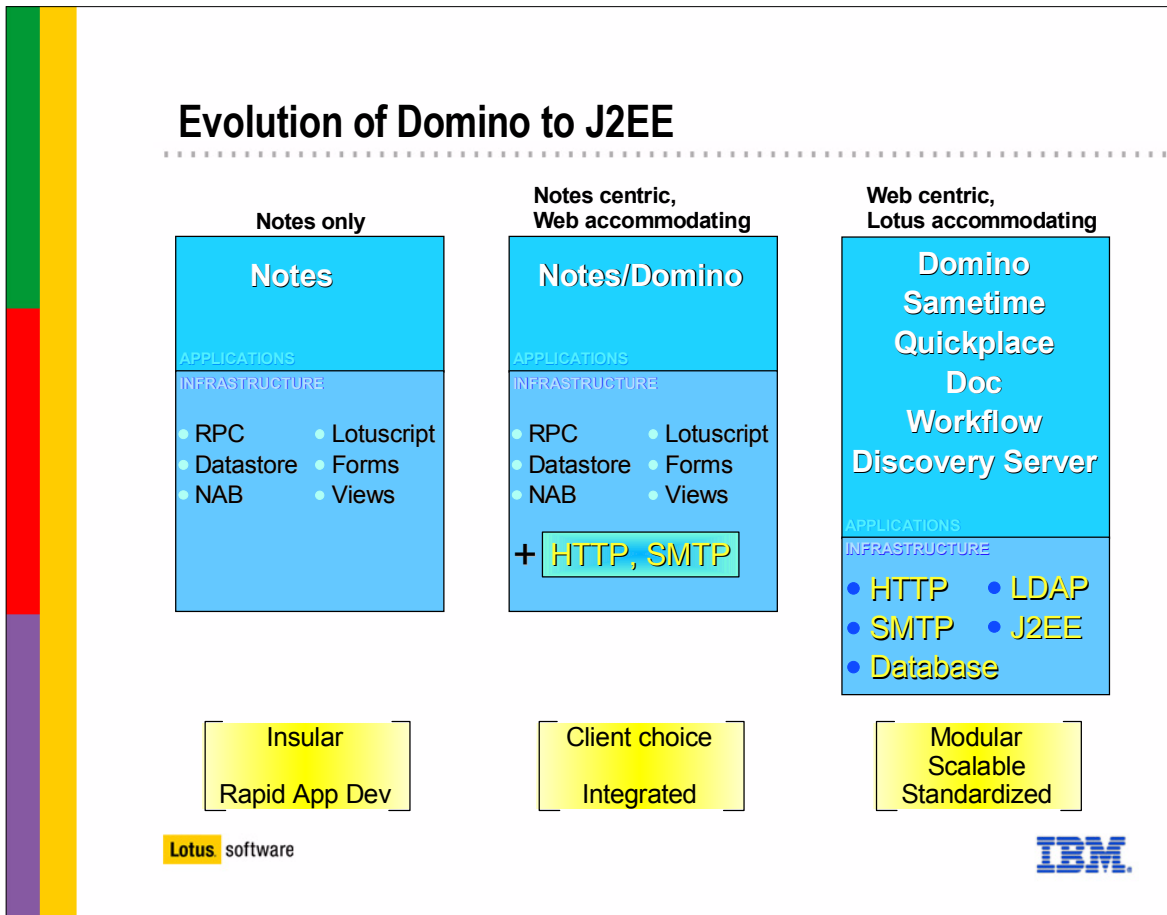 Evolution of Domino to J2EE
Notes only
Notes
APPLICATIONS
INFRASTRUCTURE
• RPC • Lotuscript
• Datastore • Forms
• NAB • Views
Insular
Rapid App Dev
Notes centric,
Web accommodating
Notes/Domino
APPLICATIONS
INFRASTRUCTURE
• RPC • Lotuscript
• Datastore • Forms
• NAB • Views
+ HTTP, SMTP
Client choice
Integrated
Web centric,
Lotus accommodating
Domino
Sametime
Quickplace
Doc
Workflow
Discovery Server
APPLICATIONS
INFRASTRUCTURE
• HTTP • LDAP
• SMTP • J2EE
• Database
Modular
Scalable
Standardized
Lotus. software
IBM.